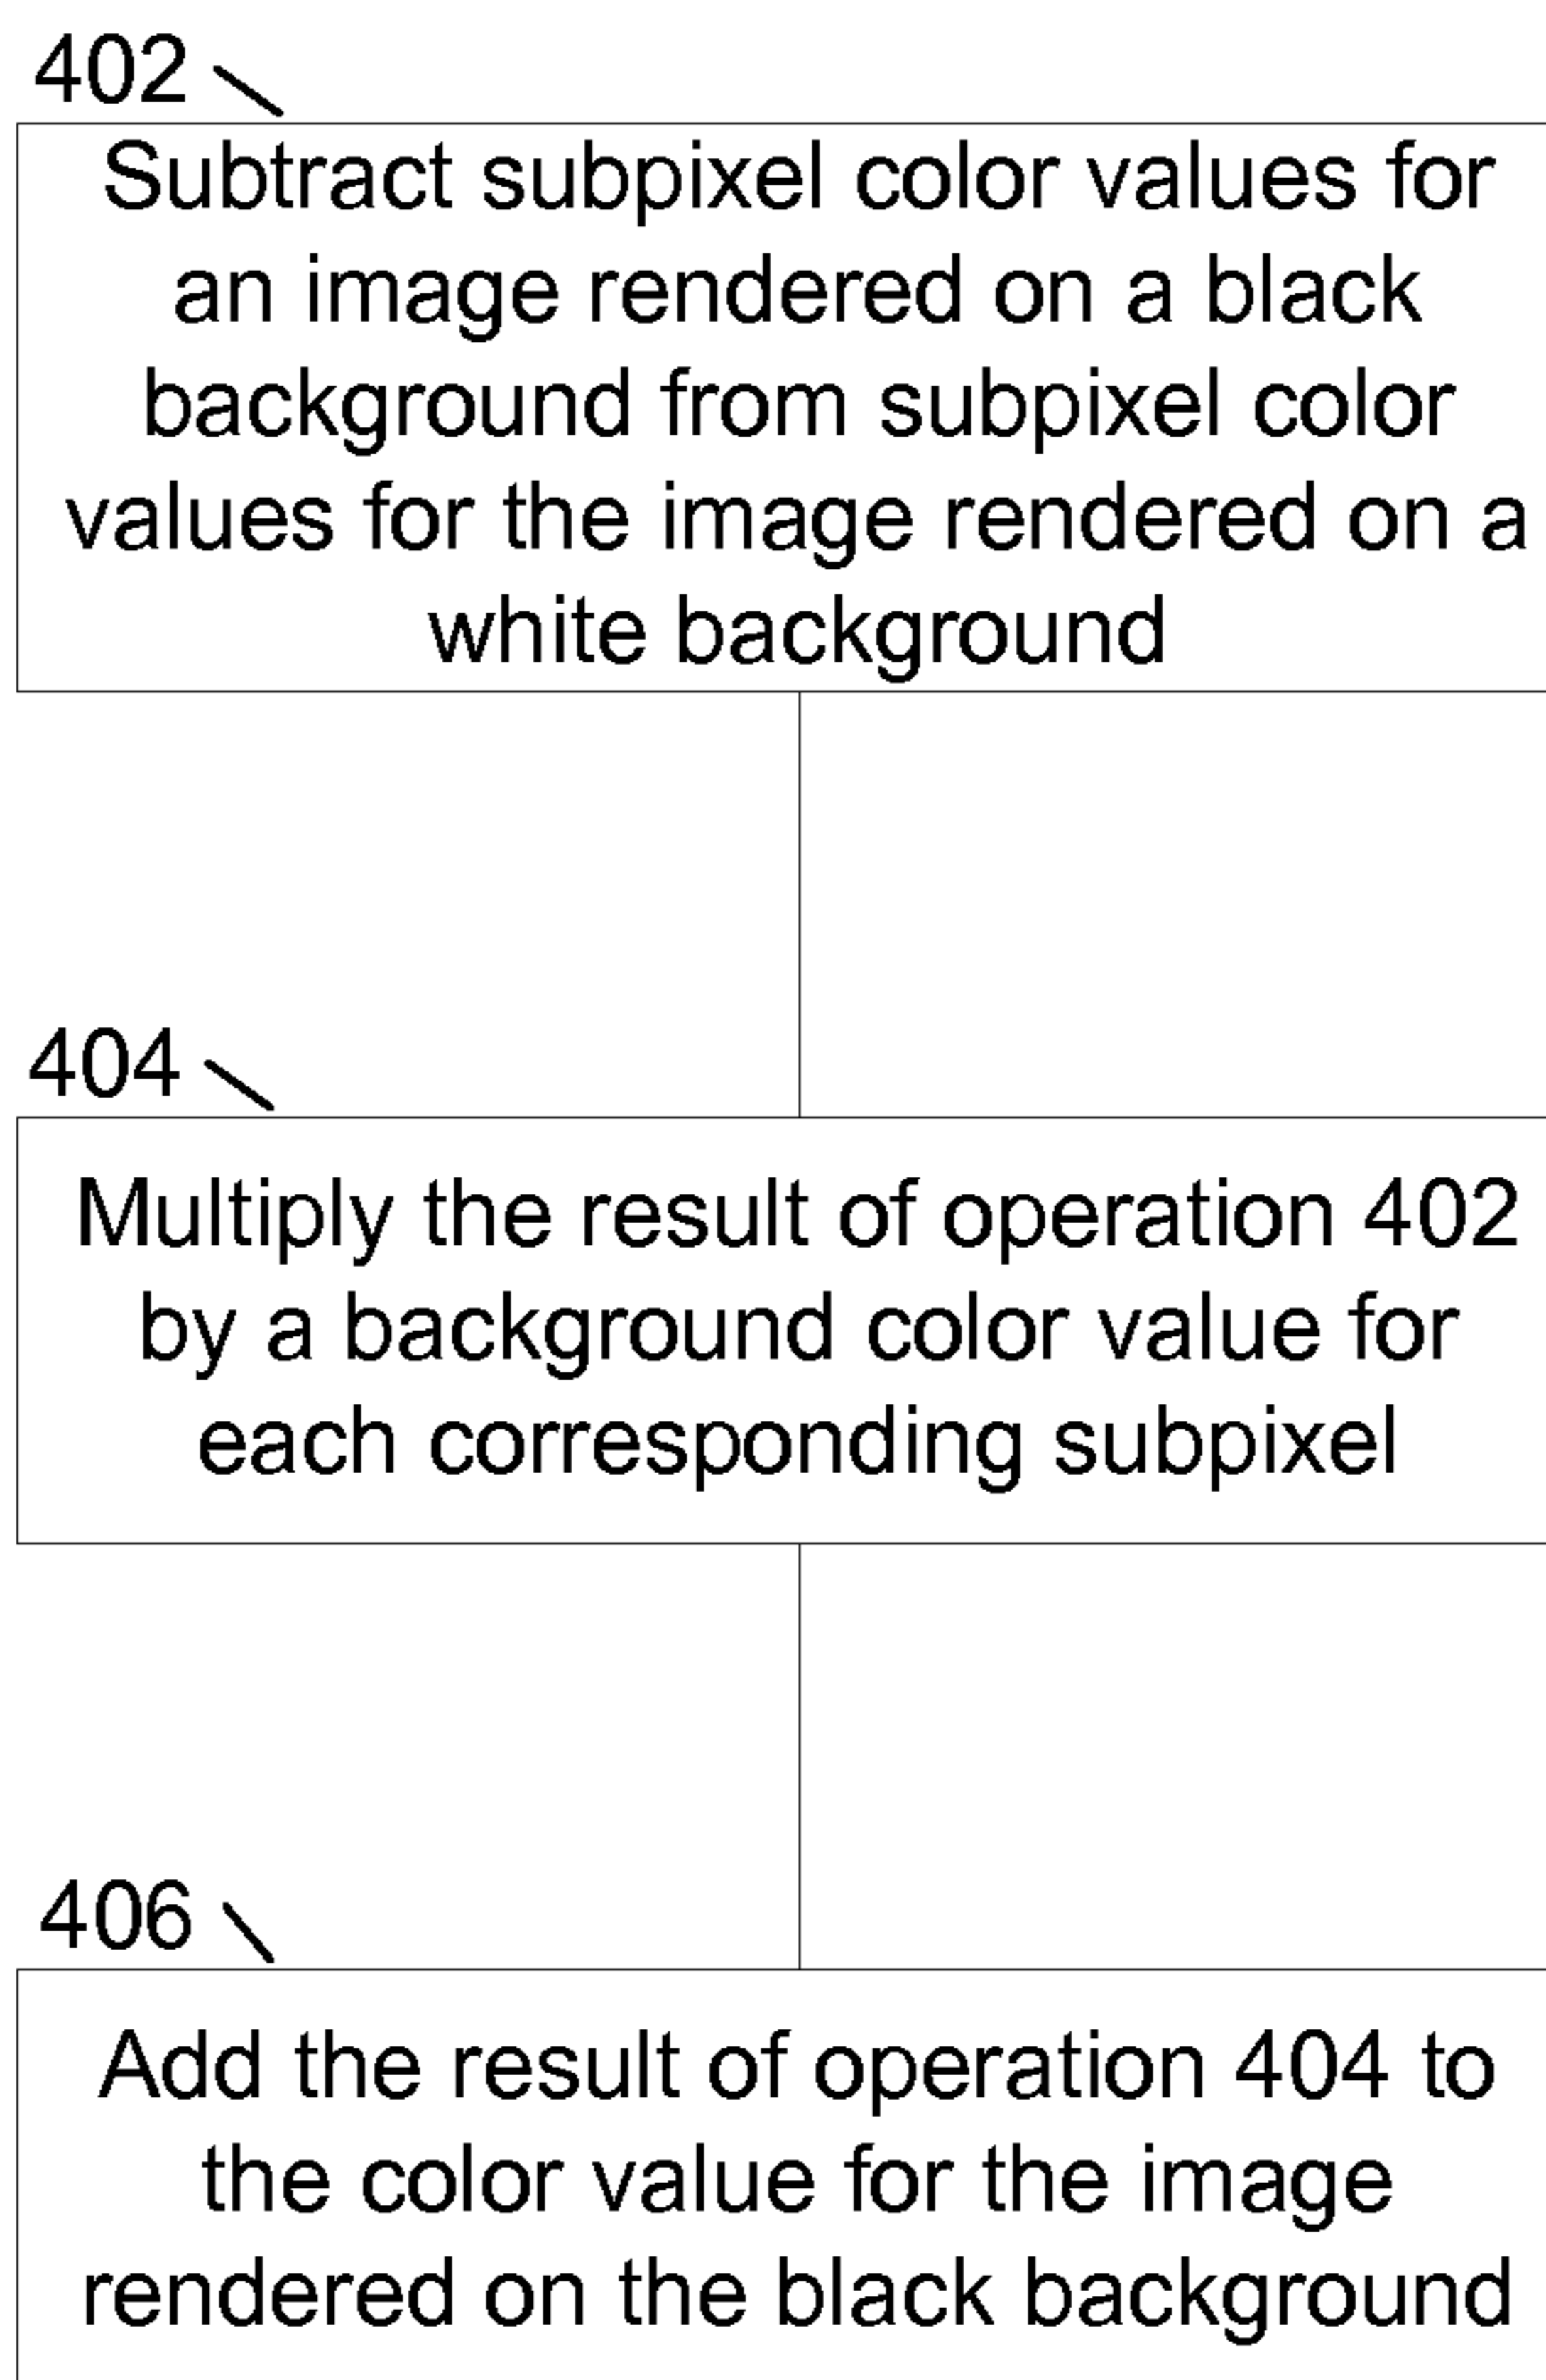 402
Subtract subpixel color values for
an image rendered on a black
background from subpixel color
values for the image rendered on a
white background
404
Multiply the result of operation 402
by a background color value for
each corresponding subpixel
406
Add the result of operation 404 to
the color value for the image
rendered on the black background